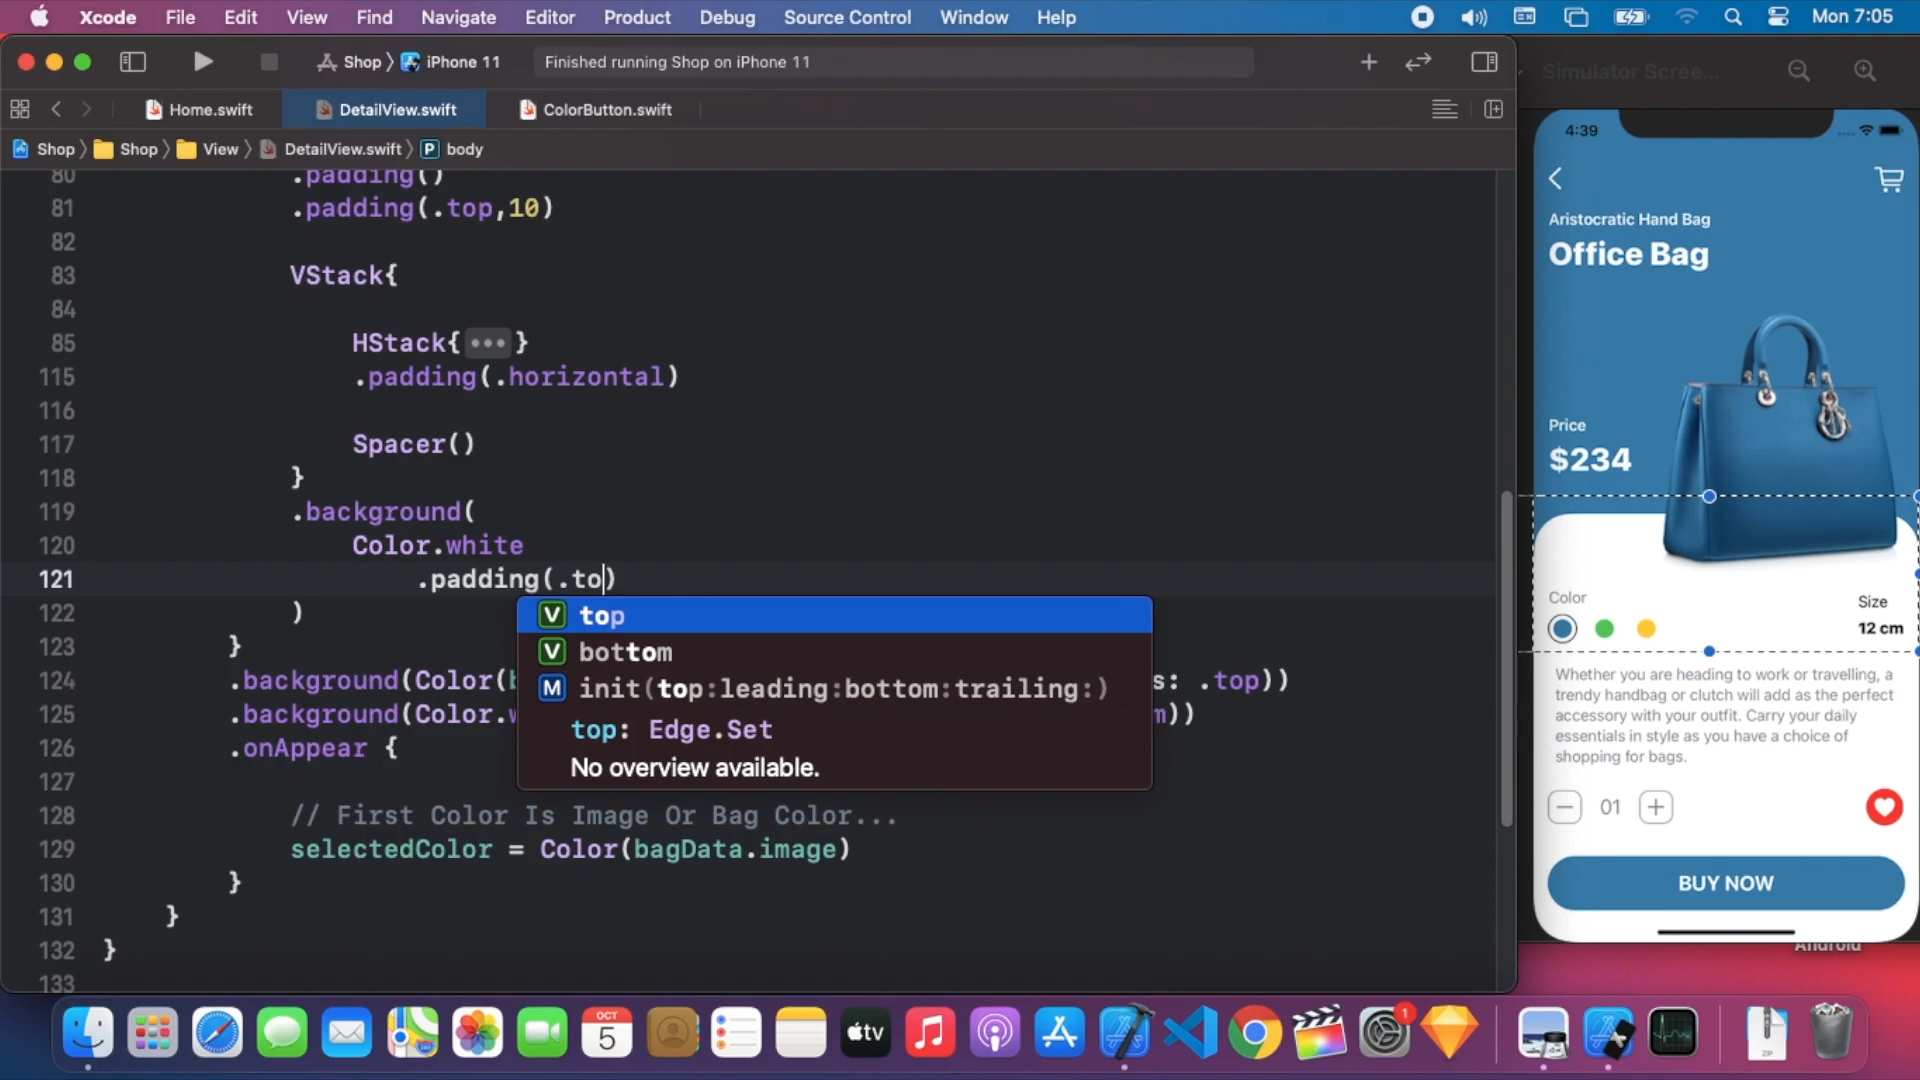 Xcode File Edit View Find Navigate Editor Product Debug Source Control Window Help Mon 7:05
Shop iPhone 11 Finished running Shop on iPhone 11
Simulator Scree...
Home.swift DetailView.swift ColorButton.swift
Shop Shop View DetailView.swift P body
80 .padding()
81 .padding(.top,10)
82
83 VStack{
84
85 HStack{•••}
115 .padding(.horizontal)
116
117 Spacer()
118 }
119 .background(
120 Color.white
121 .padding(.to)
122 )
123 }
124 .background(Color(b s: .top))
125 .background(Color.w m))
126 .onAppear {
127
128 // First Color Is Image Or Bag Color...
129 selectedColor = Color(bagData.image)
130 }
131 }
132 }
133
V top
V bottom
M init(top:leading:bottom:trailing:)
top: Edge.Set
No overview available.
4:39
Aristocratic Hand Bag
Office Bag
Price
$234
Color Size
12 cm
Whether you are heading to work or travelling, a
trendy handbag or clutch will add as the perfect
accessory with your outfit. Carry your daily
essentials in style as you have a choice of
shopping for bags.
01
BUY NOW
Android
OCT
5
tv
1
ZIP